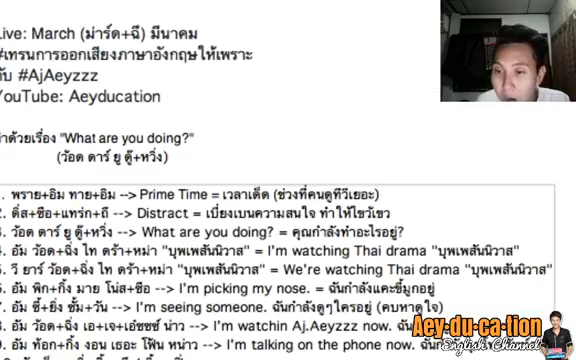 Live: March (ม่าร์ด+ฉึ) มีนาคม
#เทรนการออกเสียงภาษาอังกฤษให้เพราะ
กับ #AjAeyzzz
YouTube: Aeyducation
ว่าด้วยเรื่อง "What are you doing?"
(ว้อด ดาร์ ยู ดู๊+หวิ่ง)
1. พราย+อิม ทาย+อิม --> Prime Time = เวลาเด็ด (ช่วงที่คนดูทีวีเยอะ)
2. ดิ่ส+ซือ+แทร่ก+ถึ --> Distract = เบี่ยงเบนความสนใจ ทำให้ไขว้เขว
3. ว้อด ดาร์ ยู ดู๊+หวิ่ง --> What are you doing? = คุณกำลังทำอะไรอยู่?
4. อัม ว้อด+ฉิ่ง ไท ดร้า+หม่า "บุพเพสันนิวาส" = I'm watching Thai drama "บุพเพสันนิวาส"
5. วี ยาร์ ว้อด+ฉิ่ง ไท ดร้า+หม่า "บุพเพสันนิวาส" = We're watching Thai drama "บุพเพสันนิวาส"
6. อัม พิก+กิ้ง มาย โน่ส+ซือ --> I'm picking my nose. = ฉันกำลังแคะขี้มูกอยู่
7. อัม ซี้+ยิ่ง ซั้ม+วัน --> I'm seeing someone. ฉันกำลังดูๆใครอยู่ (คบหาดูใจ)
8. อัม ว้อด+ฉิ่ง เอ+เจ+เอ๋ซซซ์ น่าว --> I'm watchin Aj.Aeyzzz now. ฉัน
9. อัม ท้อก+กิ้ง ออน เธอะ โฟ้น หน่าว --> I'm talking on the phone now. ฉั
Aey-du-ca-tion
English Channel